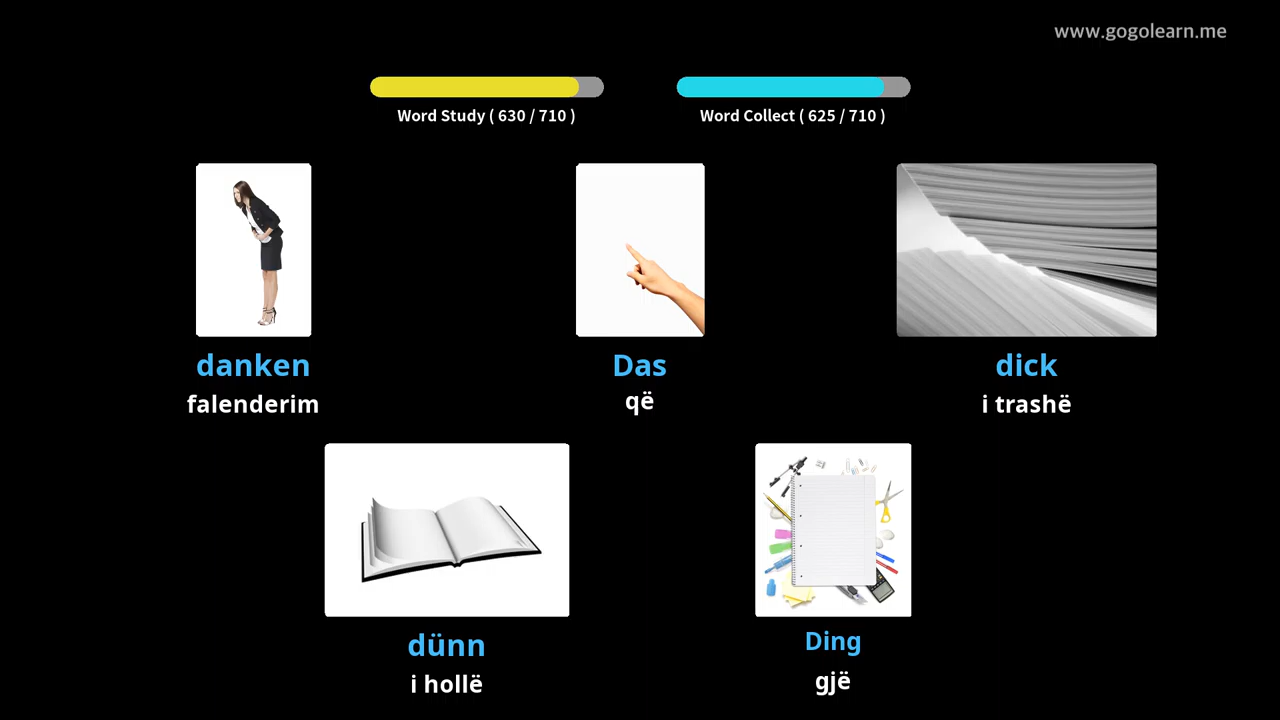 www.gogolearn.me
Word Study ( 630 / 710 )
Word Collect ( 625 / 710 )
danken
falenderim
Das
që
dick
i trashë
dünn
i hollë
Ding
gjë